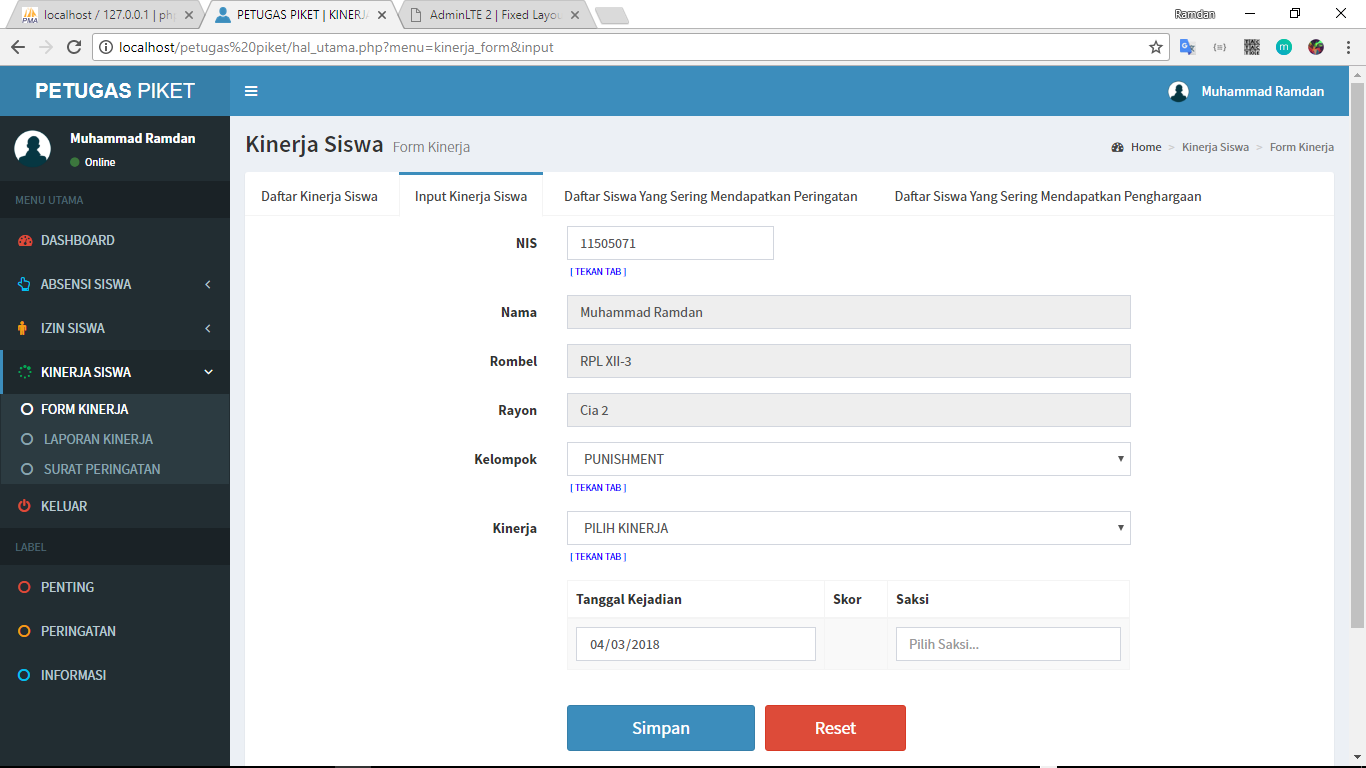 localhost / 127.0.0.1 | ph
PETUGAS PIKET | KINERJ
AdminLTE 2 | Fixed Layou
Ramdan
localhost/petugas%20piket/hal_utama.php?menu=kinerja_form&input
PETUGAS PIKET
Muhammad Ramdan
Muhammad Ramdan
Online
MENU UTAMA
DASHBOARD
ABSENSI SISWA
IZIN SISWA
KINERJA SISWA
FORM KINERJA
LAPORAN KINERJA
SURAT PERINGATAN
KELUAR
LABEL
PENTING
PERINGATAN
INFORMASI
Kinerja Siswa Form Kinerja
Home > Kinerja Siswa > Form Kinerja
Daftar Kinerja Siswa
Input Kinerja Siswa
Daftar Siswa Yang Sering Mendapatkan Peringatan
Daftar Siswa Yang Sering Mendapatkan Penghargaan
NIS 11505071
[ TEKAN TAB ]
Nama Muhammad Ramdan
Rombel RPL XII-3
Rayon Cia 2
Kelompok PUNISHMENT
[ TEKAN TAB ]
Kinerja PILIH KINERJA
[ TEKAN TAB ]
Tanggal Kejadian Skor Saksi
04/03/2018 Pilih Saksi...
Simpan Reset